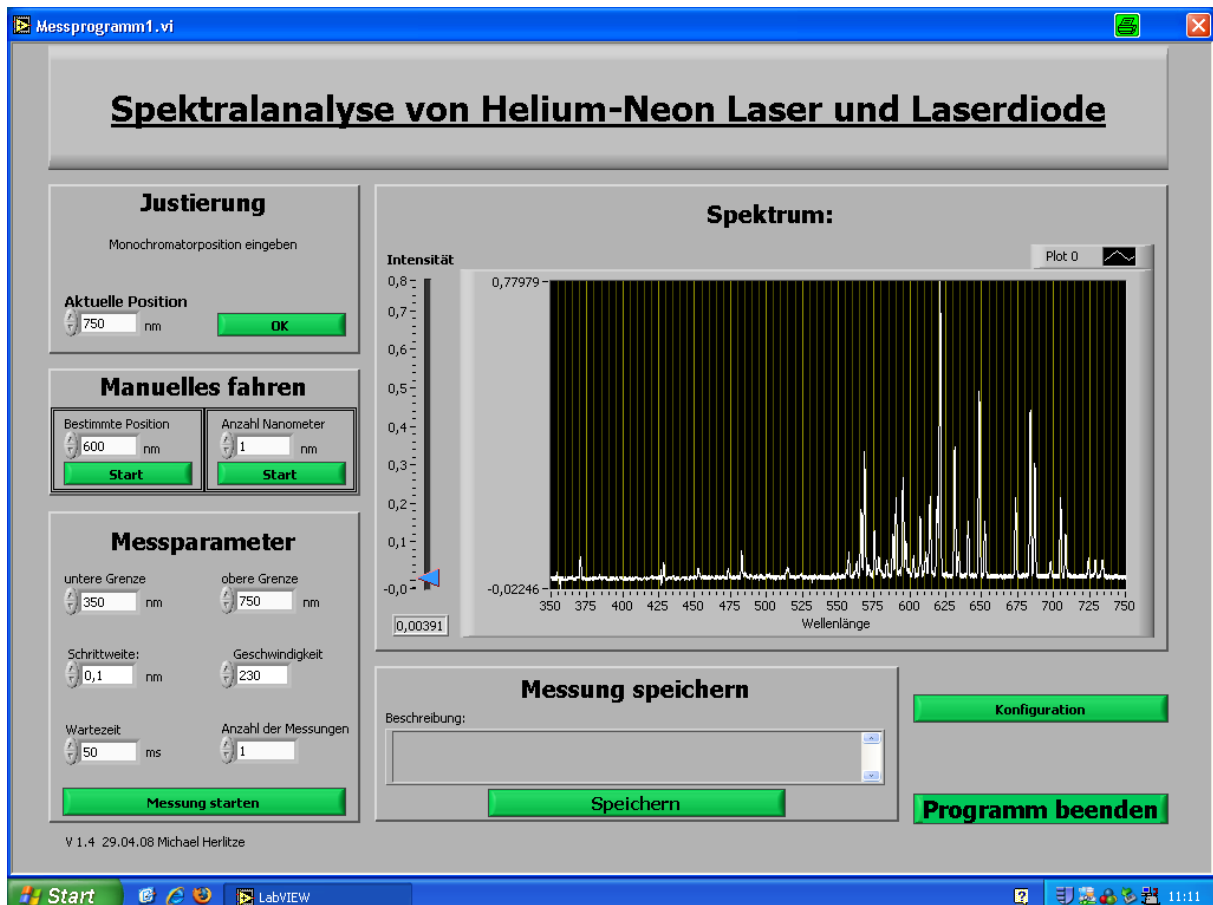 Messprogramm1.vi
Spektralanalyse von Helium-Neon Laser und Laserdiode
Justierung
Monochromatorposition eingeben
Aktuelle Position
750 nm OK
Manuelles fahren
Bestimmte Position Anzahl Nanometer
600 nm 1 nm
Start Start
Messparameter
untere Grenze obere Grenze
350 nm 750 nm
Schrittweite: Geschwindigkeit
0,1 nm 230
Wartezeit Anzahl der Messungen
50 ms 1
Messung starten
V 1.4 29.04.08 Michael Herlitze
Spektrum:
Plot 0
Intensität
0,8
0,7
0,6
0,5
0,4
0,3
0,2
0,1
-0,0
0,00391
0,77979
-0,02246
350 375 400 425 450 475 500 525 550 575 600 625 650 675 700 725 750
Wellenlänge
Messung speichern
Beschreibung:
Speichern
Konfiguration
Programm beenden
Start LabVIEW ? 11:11